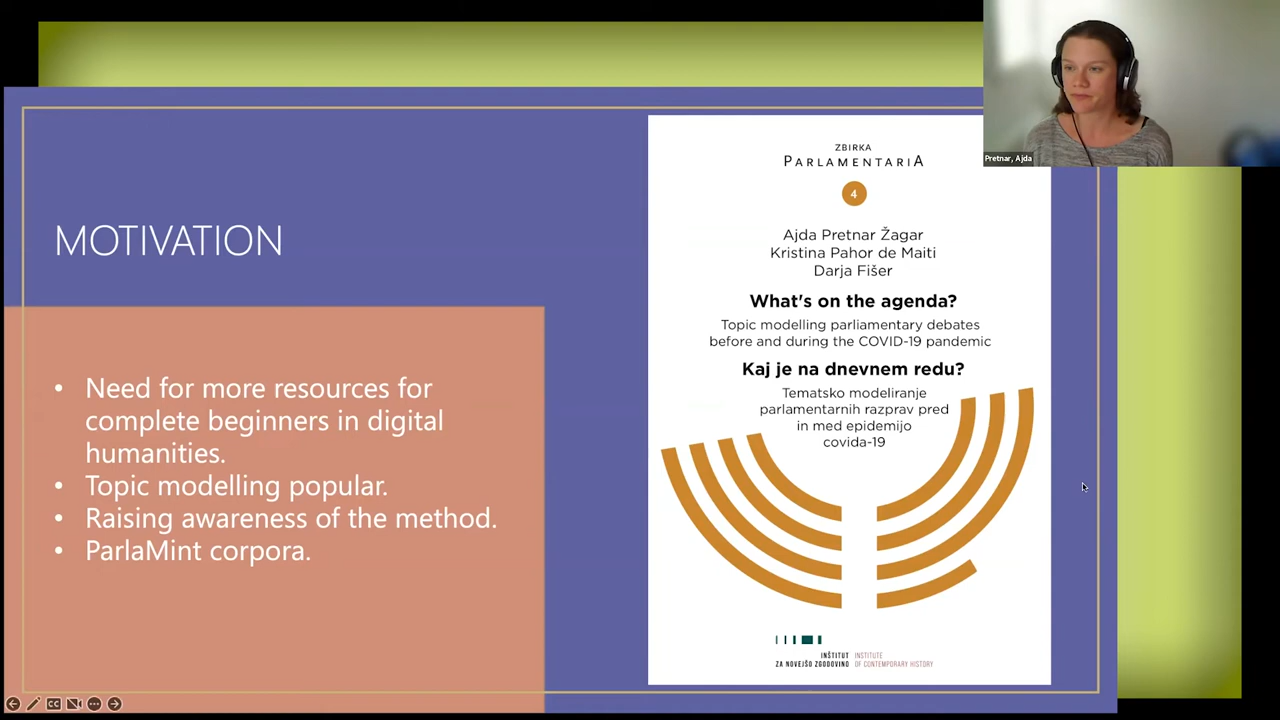 MOTIVATION
• Need for more resources for
complete beginners in digital
humanities.
• Topic modelling popular.
• Raising awareness of the method.
• ParlaMint corpora.
ZBIRKA
PARLAMENTARIA
4
Ajda Pretnar Žagar
Kristina Pahor de Maiti
Darja Fišer
What's on the agenda?
Topic modelling parliamentary debates
before and during the COVID-19 pandemic
Kaj je na dnevnem redu?
Tematsko modeliranje
parlamentarnih razprav pred
in med epidemijo
covida-19
INŠTITUT INSTITUTE
ZA NOVEJŠO ZGODOVINO OF CONTEMPORARY HISTORY
Pretnar, Ajda
CC